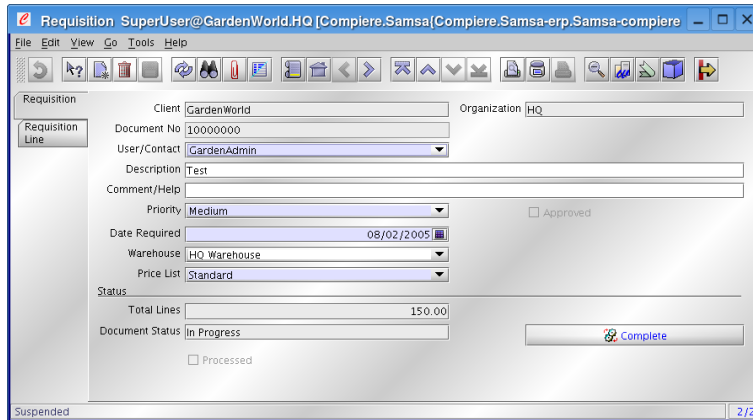 Requisition SuperUser@GardenWorld.HQ [Compiere.Samsa{Compiere.Samsa-erp.Samsa-compiere
File Edit View Go Tools Help
Requisition
Requisition
Line
Client GardenWorld Organization HQ
Document No 10000000
User/Contact GardenAdmin
Description Test
Comment/Help
Priority Medium Approved
Date Required 08/02/2005
Warehouse HQ Warehouse
Price List Standard
Status
Total Lines 150.00
Document Status In Progress Complete
Processed
Suspended 2/2